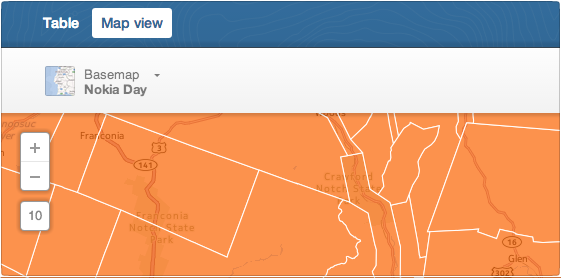 Table
Map view
Basemap
Nokia Day
Franconia
3
141
+
−
10
Crawford
Notch State
Park
Franconia
Notch State
Park
16
Glen
302